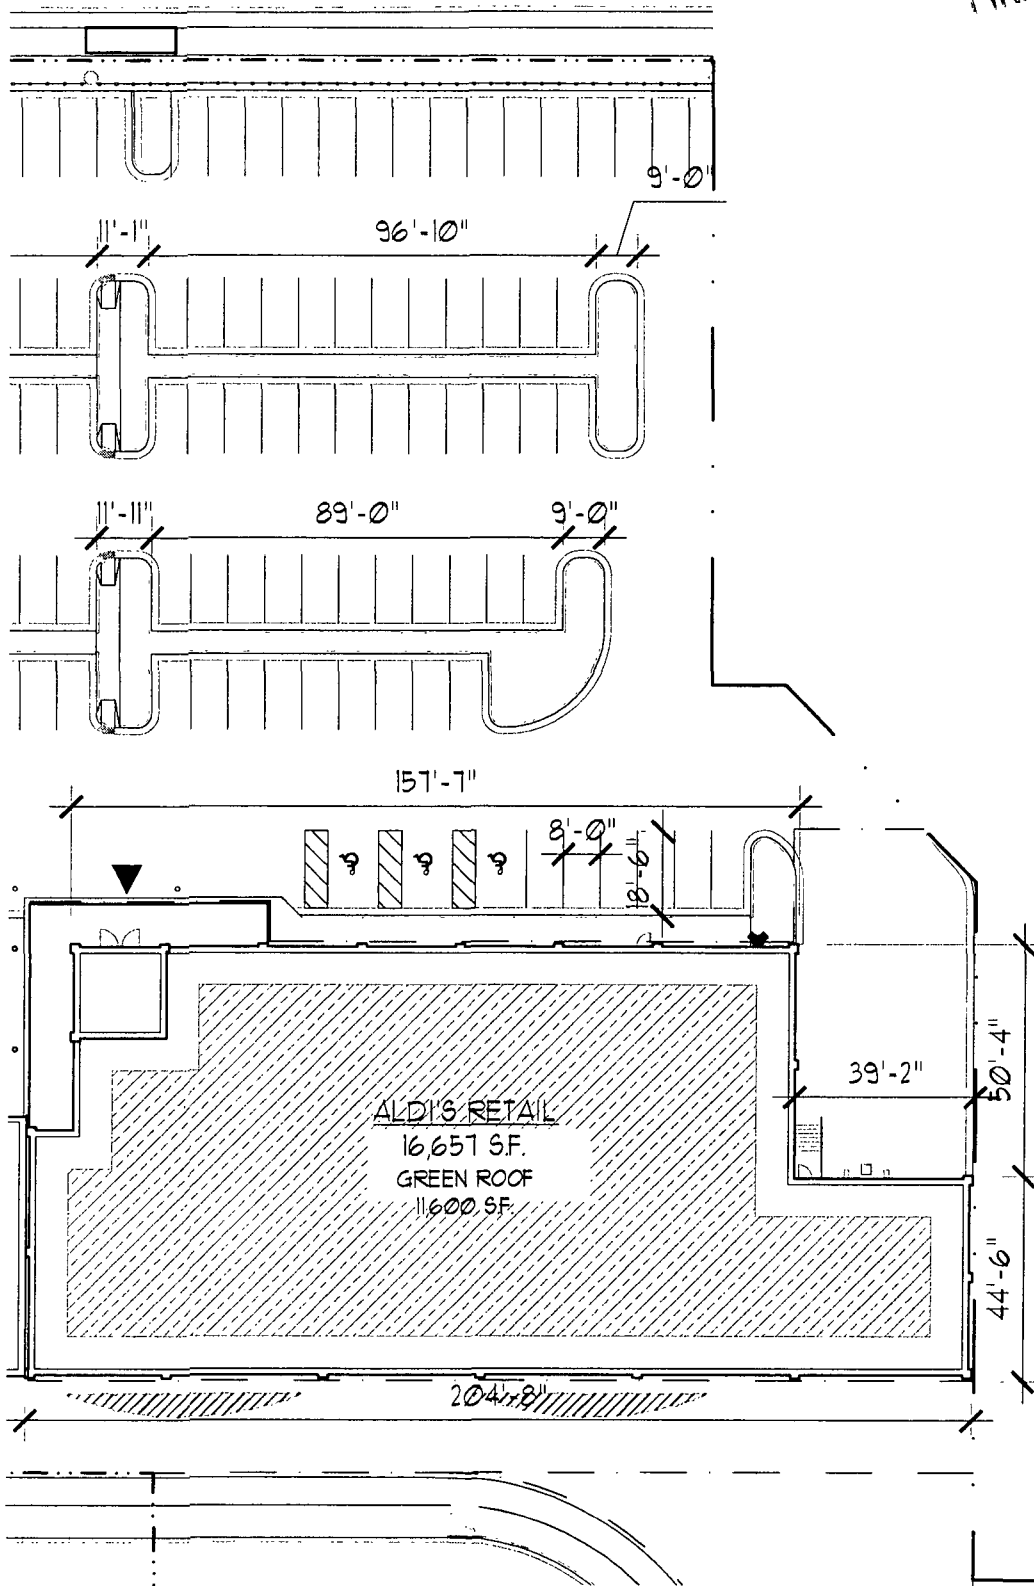 9'-0"
11'-1" 96'-10"
11'-11" 89'-0" 9'-0"
157'-7"
8'-0"
18'-6"
50'-4"
39'-2"
ALDI'S RETAIL
16,657 S.F.
GREEN ROOF
11,600 S.F.
44'-6"
204'-8"